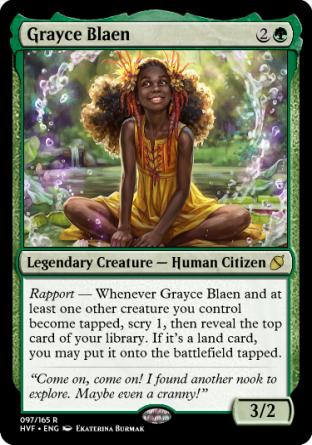 Grayce Blaen 2
Legendary Creature — Human Citizen
Rapport — Whenever Grayce Blaen and at
least one other creature you control
become tapped, scry 1, then reveal the top
card of your library. If it's a land card,
you may put it onto the battlefield tapped.
“Come on, come on! I found another nook to
explore. Maybe even a cranny!”
3/2
097/165 R
HVF • ENG Ekaterina Burmak